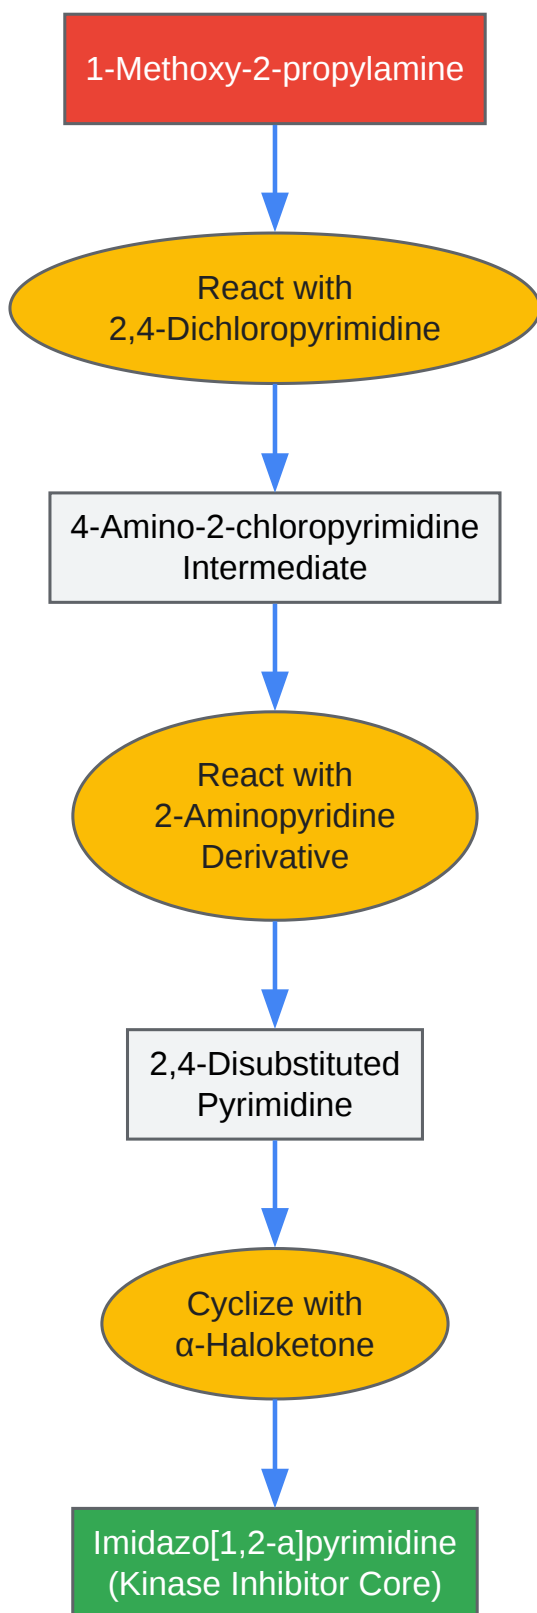 1-Methoxy-2-propylamine
React with
2,4-Dichloropyrimidine
4-Amino-2-chloropyrimidine
Intermediate
React with
2-Aminopyridine
Derivative
2,4-Disubstituted
Pyrimidine
Cyclize with
α-Haloketone
Imidazo[1,2-a]pyrimidine
(Kinase Inhibitor Core)